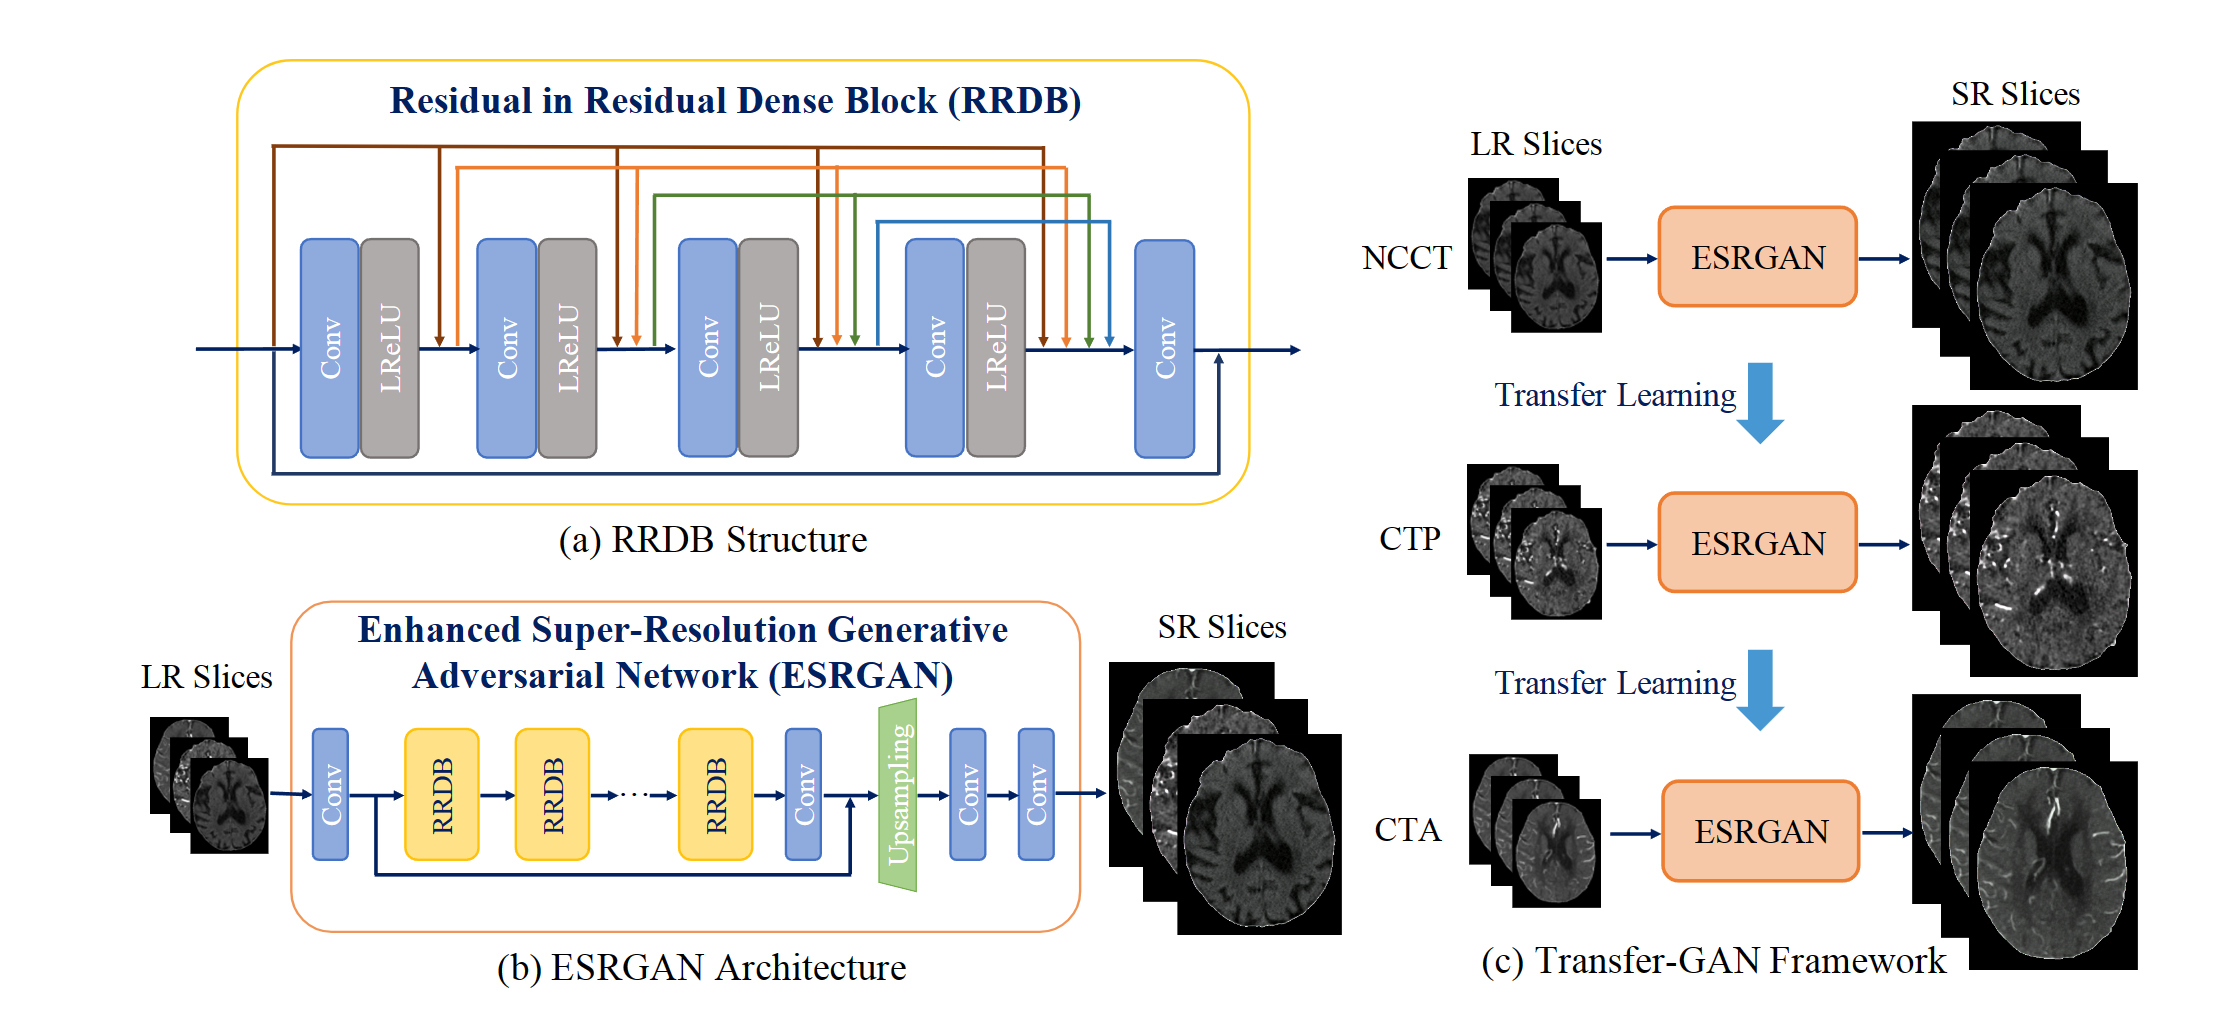 Residual in Residual Dense Block (RRDB)
Conv
LReLU
Conv
LReLU
Conv
LReLU
Conv
LReLU
Conv
(a) RRDB Structure
Enhanced Super-Resolution Generative
Adversarial Network (ESRGAN)
LR Slices
Conv
RRDB
RRDB
...
RRDB
Conv
Upsampling
Conv
Conv
SR Slices
(b) ESRGAN Architecture
LR Slices
SR Slices
NCCT
ESRGAN
Transfer Learning
CTP
ESRGAN
Transfer Learning
CTA
ESRGAN
(c) Transfer-GAN Framework